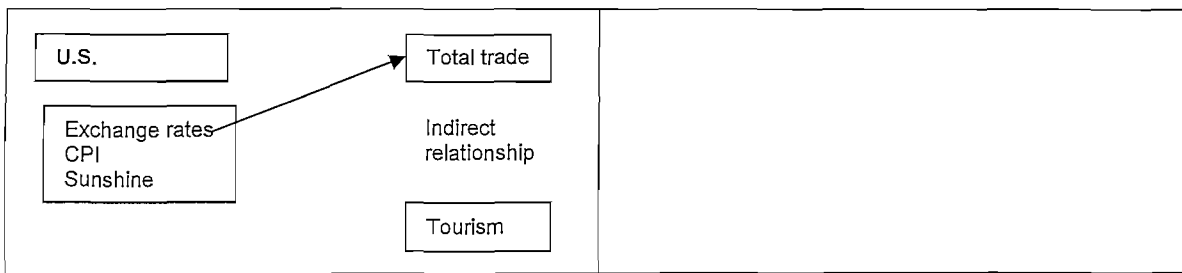 U.S.
Total trade
Exchange rates
CPI
Sunshine
Indirect
relationship
Tourism